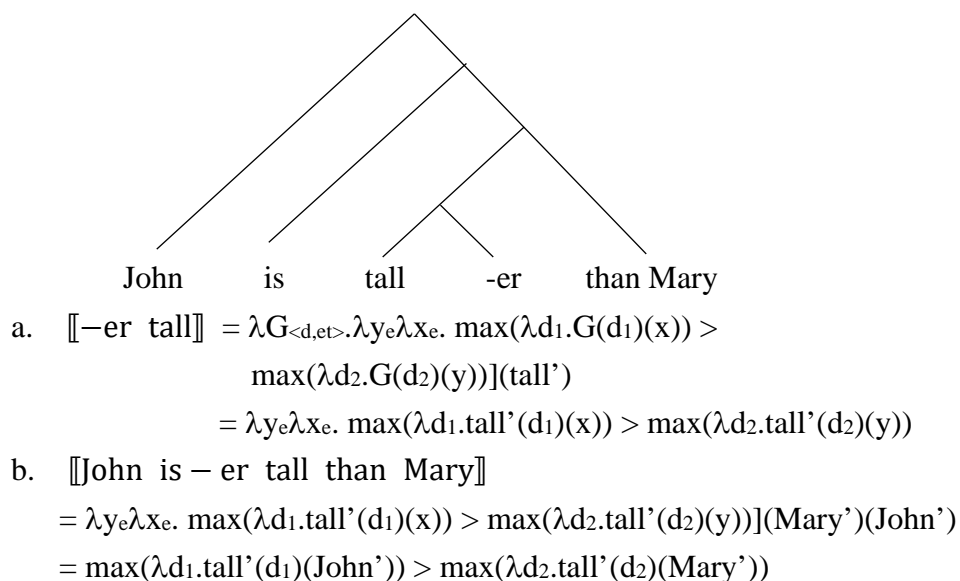 John is tall -er than Mary
a. ⟦−er tall⟧ = λG<d,et>.λyeλxe. max(λd1.G(d1)(x)) >
max(λd2.G(d2)(y))](tall’)
= λyeλxe. max(λd1.tall’(d1)(x)) > max(λd2.tall’(d2)(y))
b. ⟦John is − er tall than Mary⟧
= λyeλxe. max(λd1.tall’(d1)(x)) > max(λd2.tall’(d2)(y))](Mary’)(John’)
= max(λd1.tall’(d1)(John’)) > max(λd2.tall’(d2)(Mary’))